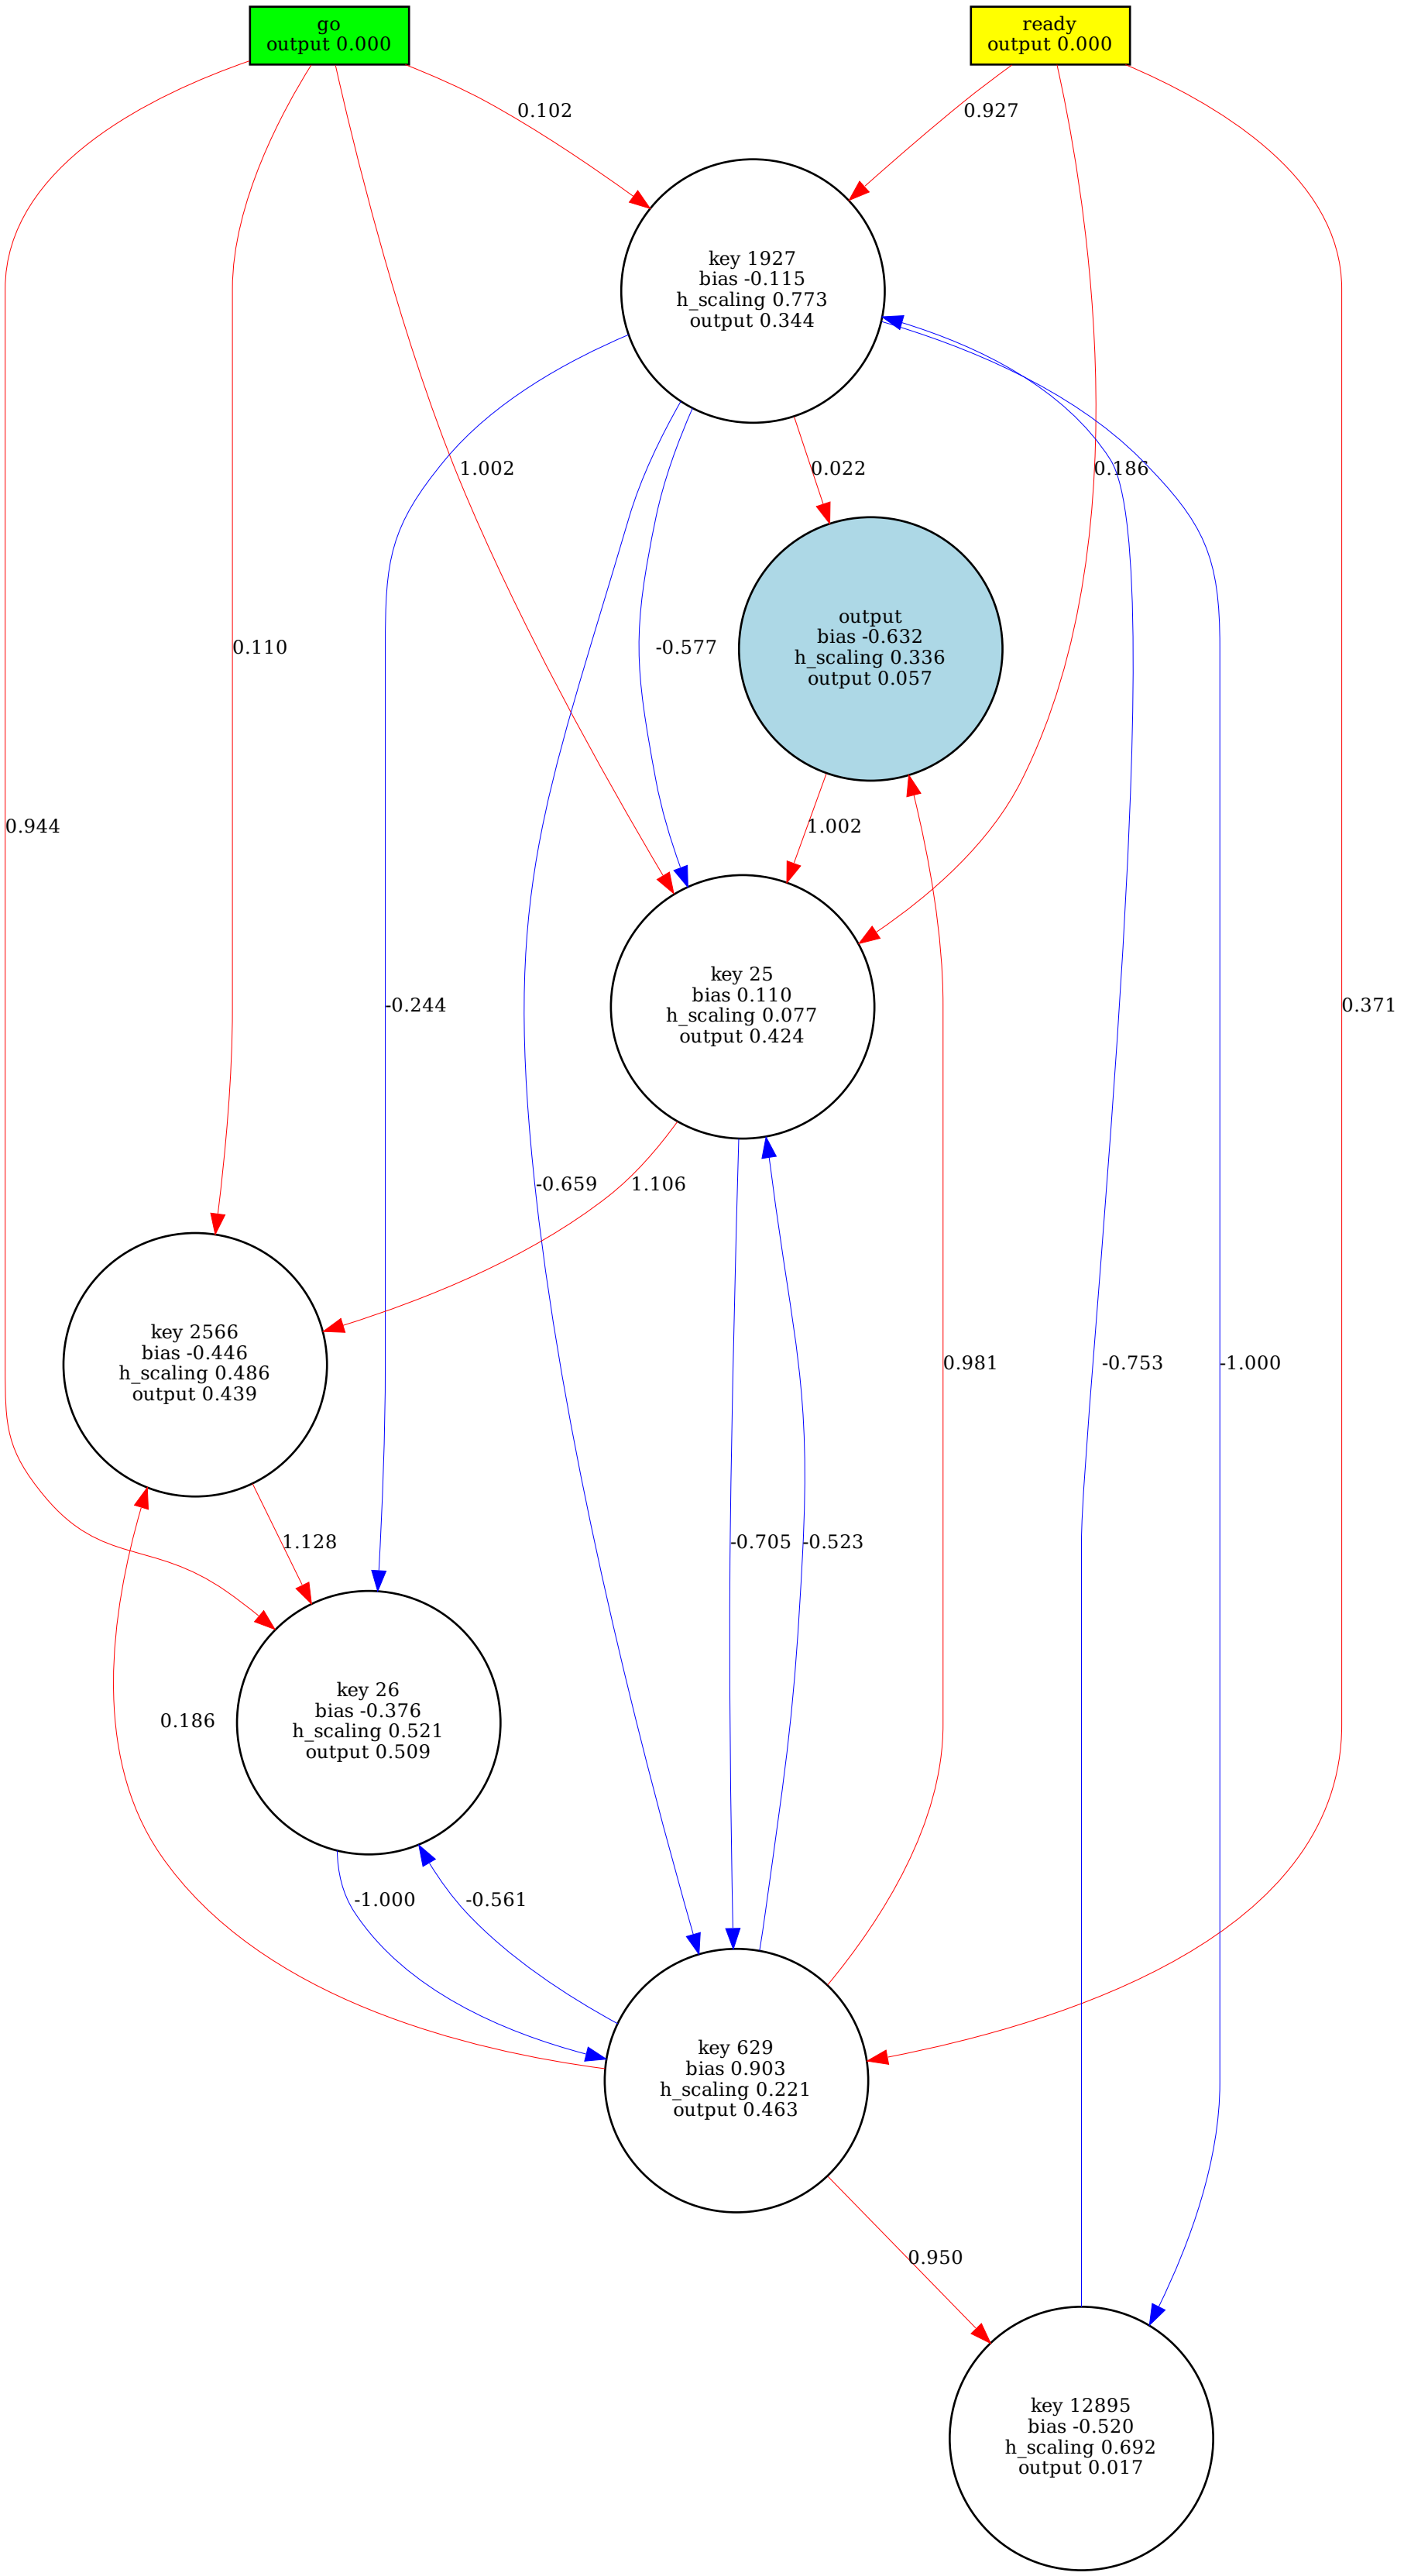 go
output 0.000
ready
output 0.000
0.102
0.927
key 1927
bias -0.115
h_scaling 0.773
output 0.344
1.002
0.022
0.186
output
bias -0.632
h_scaling 0.336
output 0.057
0.110
-0.577
0.944
1.002
key 25
bias 0.110
h_scaling 0.077
output 0.424
-0.244
0.371
-0.659
1.106
key 2566
bias -0.446
h_scaling 0.486
output 0.439
0.981
-0.753
-1.000
1.128
-0.705
-0.523
key 26
bias -0.376
h_scaling 0.521
output 0.509
0.186
-1.000
-0.561
key 629
bias 0.903
h_scaling 0.221
output 0.463
0.950
key 12895
bias -0.520
h_scaling 0.692
output 0.017